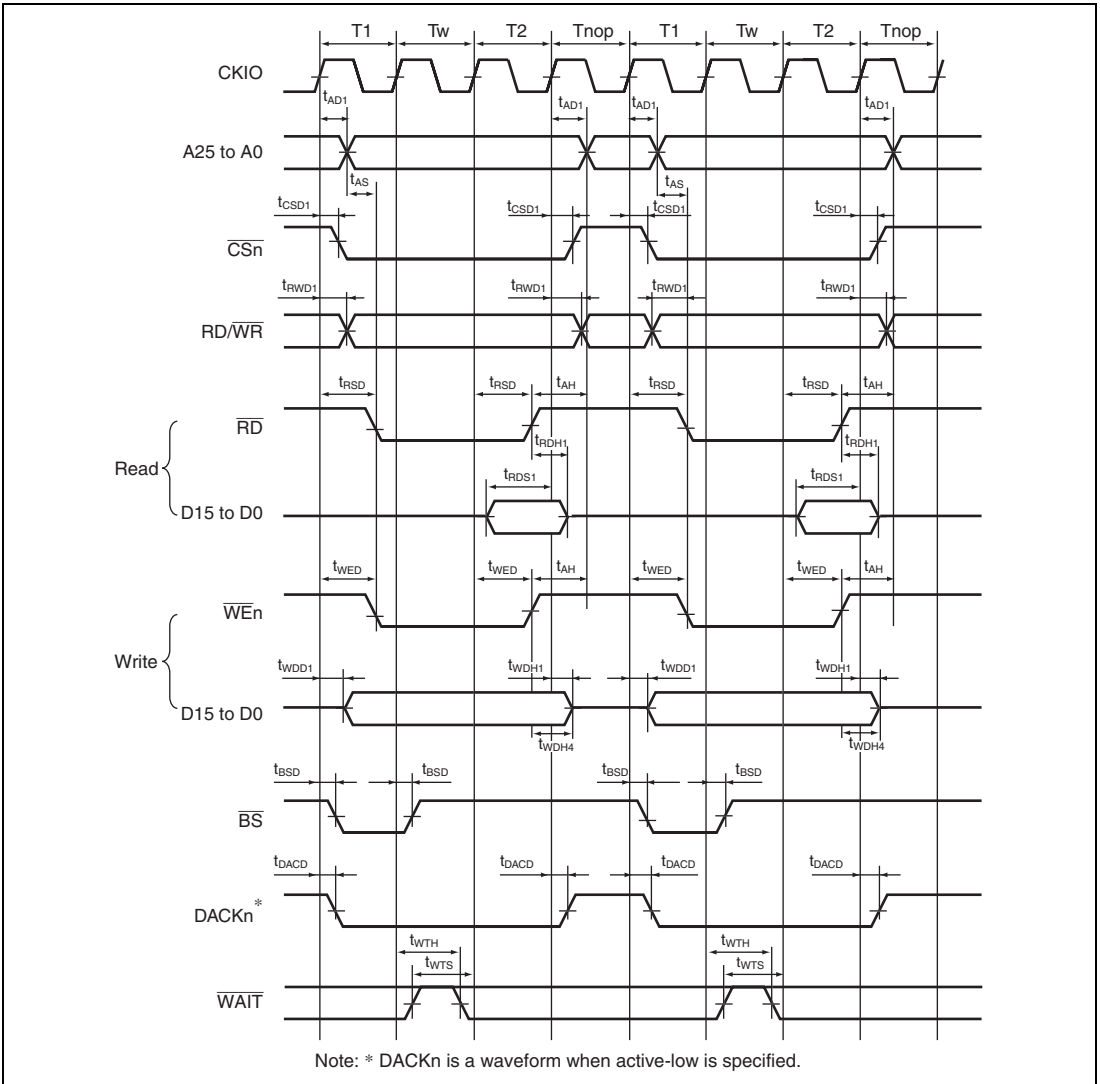 T1 Tw T2 Tnop T1 Tw T2 Tnop
CKIO
tAD1 tAD1 tAD1 tAD1
A25 to A0
tAS tAS
tCSD1 tCSD1 tCSD1 tCSD1
CSn
tRWD1 tRWD1 tRWD1 tRWD1
RD/WR
tRSD tRSD tAH tRSD tRSD tAH
RD
tRDH1 tRDH1
Read
tRDS1 tRDS1
D15 to D0
tWED tWED tAH tWED tWED tAH
WEn
Write
tWDD1 tWDH1 tWDD1 tWDH1
D15 to D0
tWDH4 tWDH4
tBSD tBSD tBSD tBSD
BS
tDACD tDACD tDACD tDACD
DACKn*
tWTH tWTH
tWTS tWTS
WAIT
Note: * DACKn is a waveform when active-low is specified.